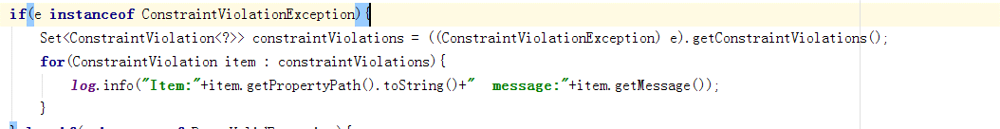 if(e instanceof ConstraintViolationException){
Set<ConstraintViolation<?>> constraintViolations = ((ConstraintViolationException) e).getConstraintViolations();
for(ConstraintViolation item : constraintViolations){
log.info("Item:"+item.getPropertyPath().toString()+"  message:"+item.getMessage());
}